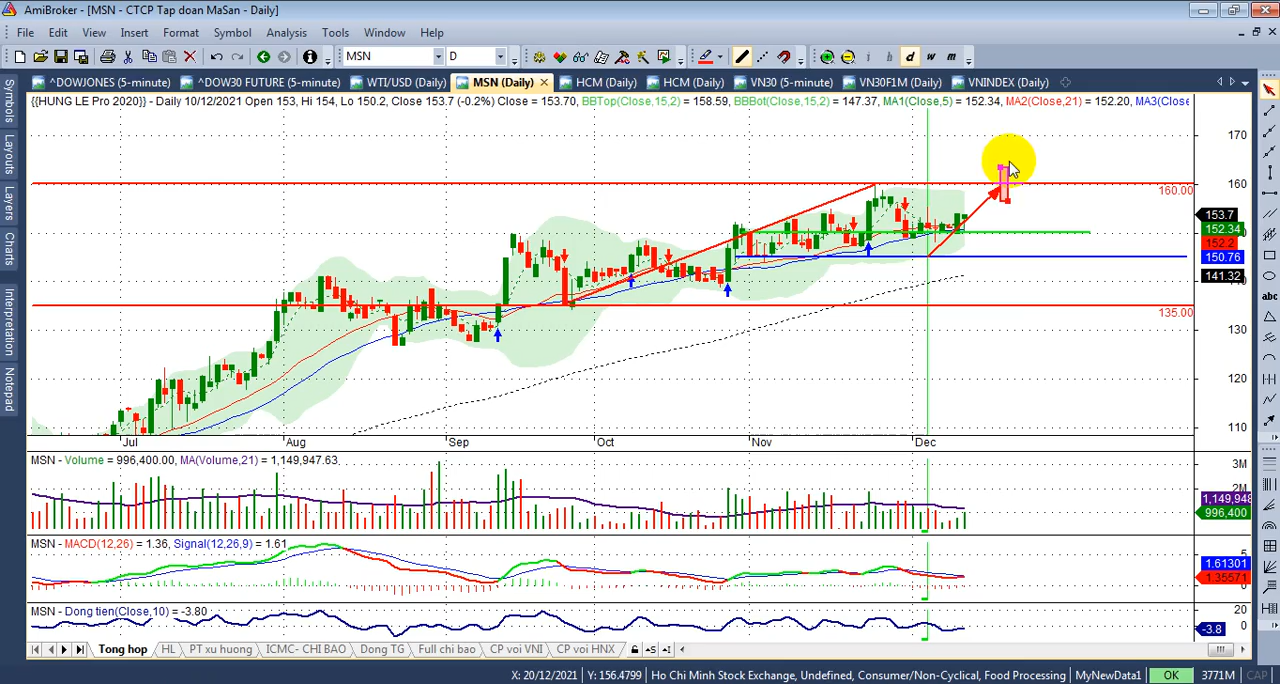 AmiBroker - [MSN - CTCP Tap doan MaSan - Daily]
File Edit View Insert Format Symbol Analysis Tools Window Help
MSN D i h d w m
^DOWJONES (5-minute) ^DOW30 FUTURE (5-minute) WTI/USD (Daily) MSN (Daily) HCM (Daily) HCM (Daily) VN30 (5-minute) VN30F1M (Daily) VNINDEX (Daily)
{{HUNG LE Pro 2020}} - Daily 10/12/2021 Open 153, Hi 154, Lo 150.2, Close 153.7 (-0.2%) Close = 153.70, BBTop(Close,15,2) = 158.59, BBBot(Close,15,2) = 147.37, MA1(Close,5) = 152.34, MA2(Close,21) = 152.20, MA3(Close
Symbols
Layouts
Layers
Charts
Interpretation
Notepad
170
160
160.00
153.7
152.34
152.2
150.76
141.32
135.00
130
120
110
Jul Aug Sep Oct Nov Dec
MSN - Volume = 996,400.00, MA(Volume,21) = 1,149,947.63
3M
2M
1,149,948
996,400
MSN - MACD(12,26) = 1.36, Signal(12,26,9) = 1.61
5
1.61301
1.35571
MSN - Dong tien(Close,10) = -3.80
20
0
-3.8
Tong hop HL PT xu huong ICMC- CHI BAO Dong TG Full chi bao CP voi VNI CP voi HNX
X: 20/12/2021 Y: 156.4799 Ho Chi Minh Stock Exchange, Undefined, Consumer/Non-Cyclical, Food Processing MyNewData1 OK 3771M CAP
abc